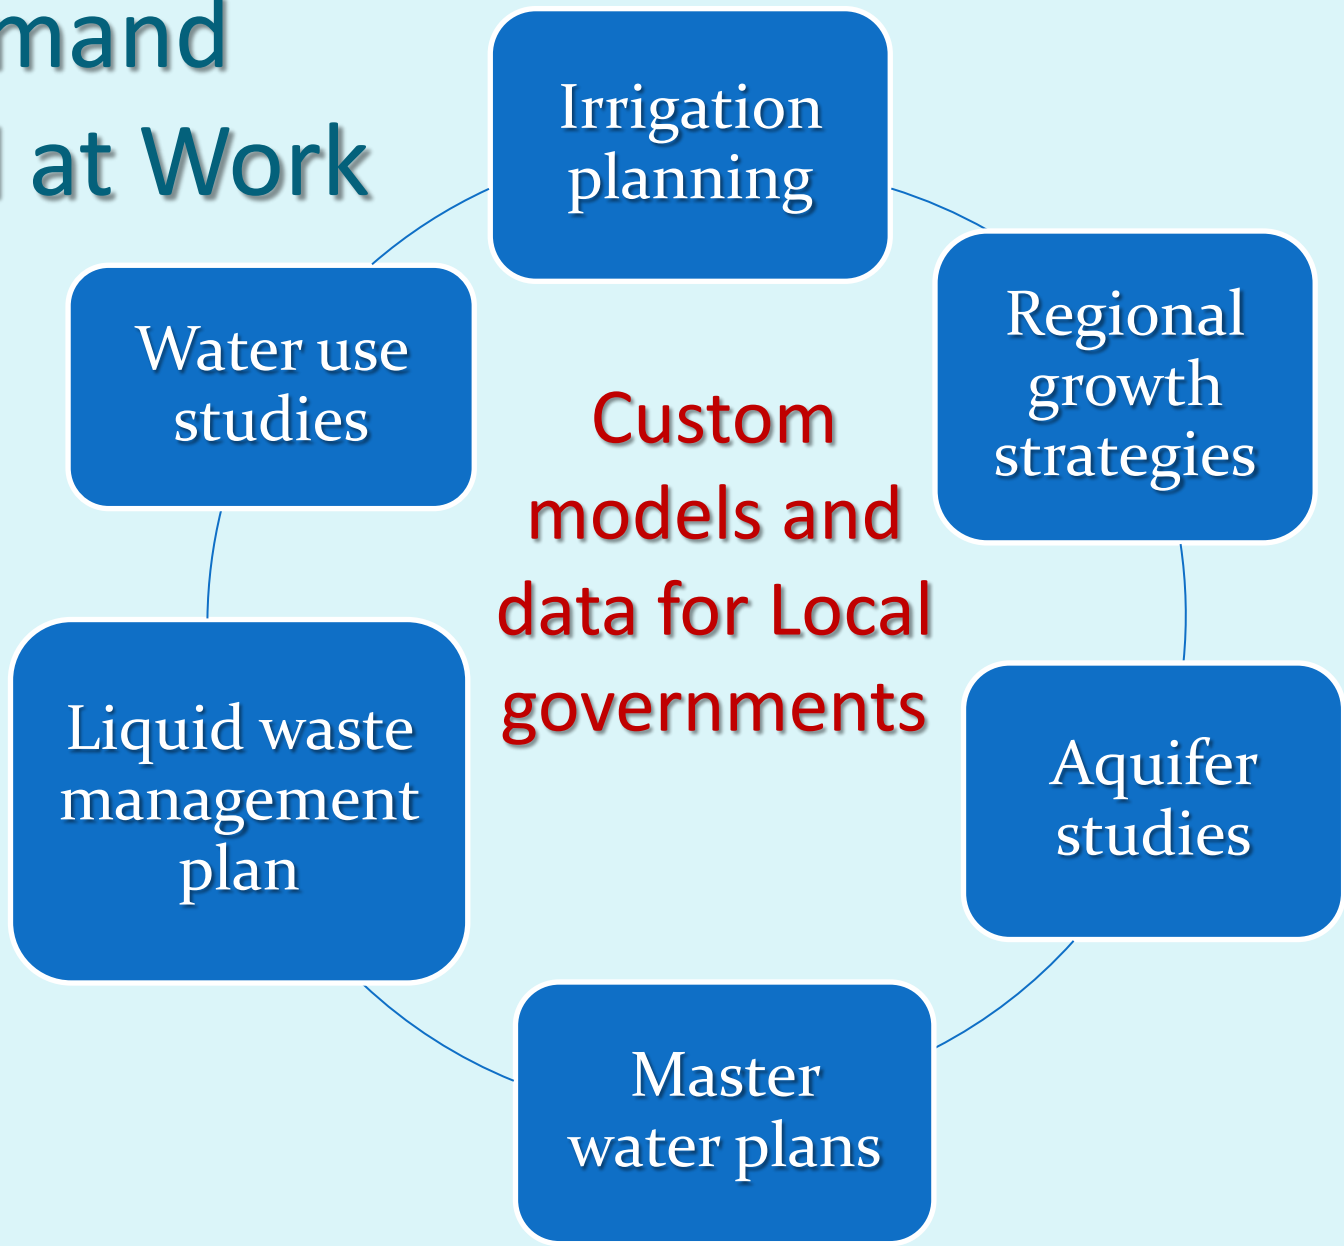 mand
at Work
Irrigation
planning
Regional
growth
strategies
Aquifer
studies
Master
water plans
Liquid waste
management
plan
Water use
studies
Custom
models and
data for Local
governments